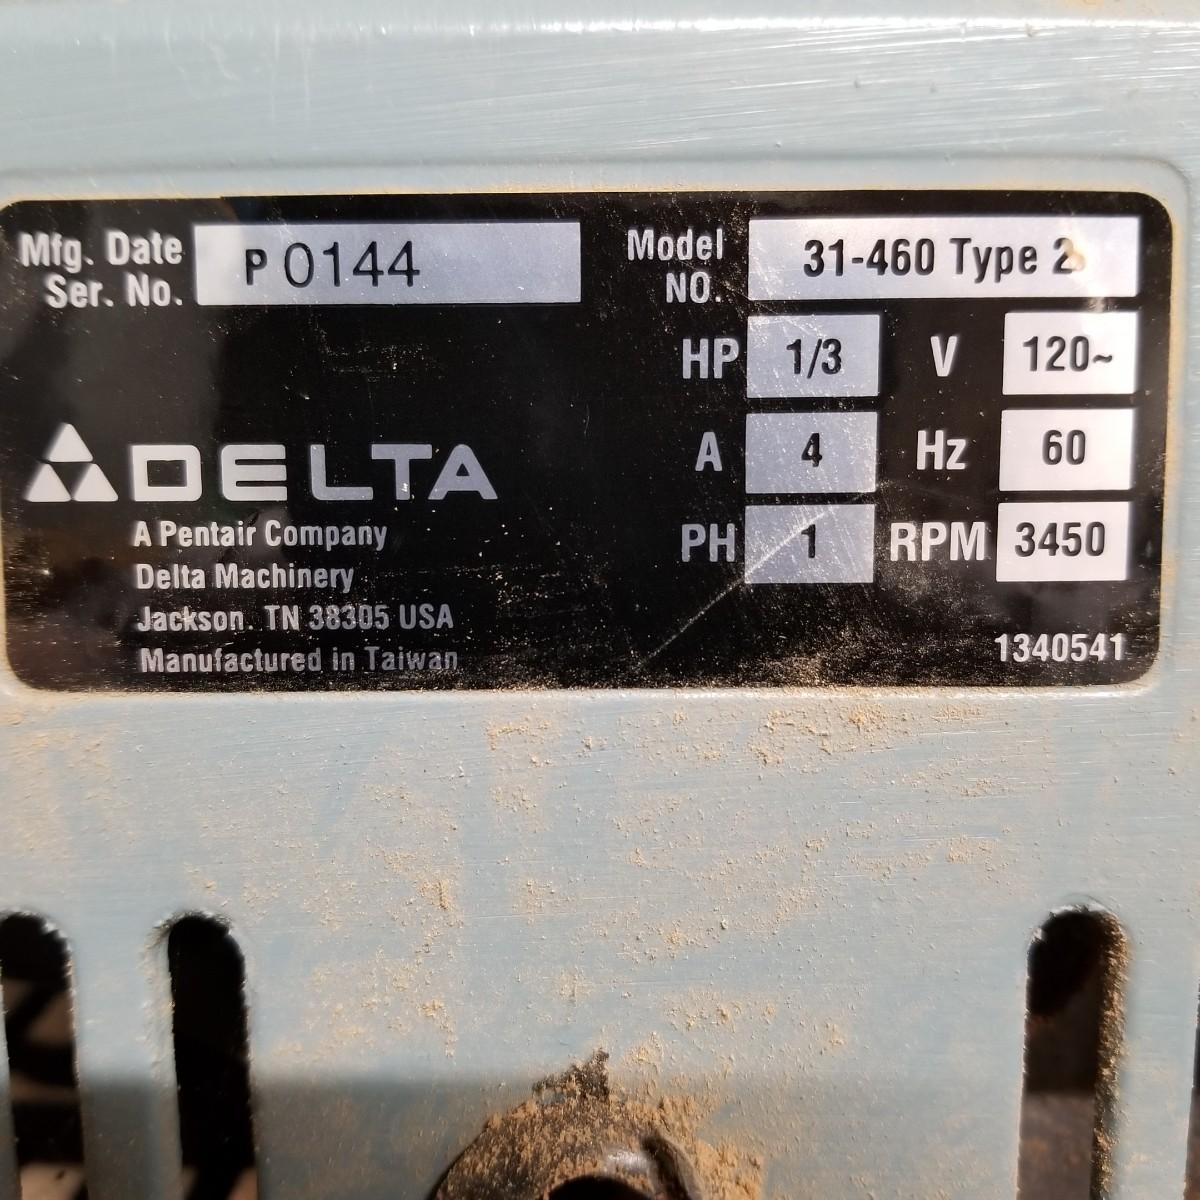 Mfg. Date
Ser. No.
P 0144
Model
NO.
31-460 Type 2
HP 1/3 V 120~
A 4 Hz 60
PH 1 RPM 3450
DELTA
A Pentair Company
Delta Machinery
Jackson. TN 38305 USA
Manufactured in Taiwan
1340541